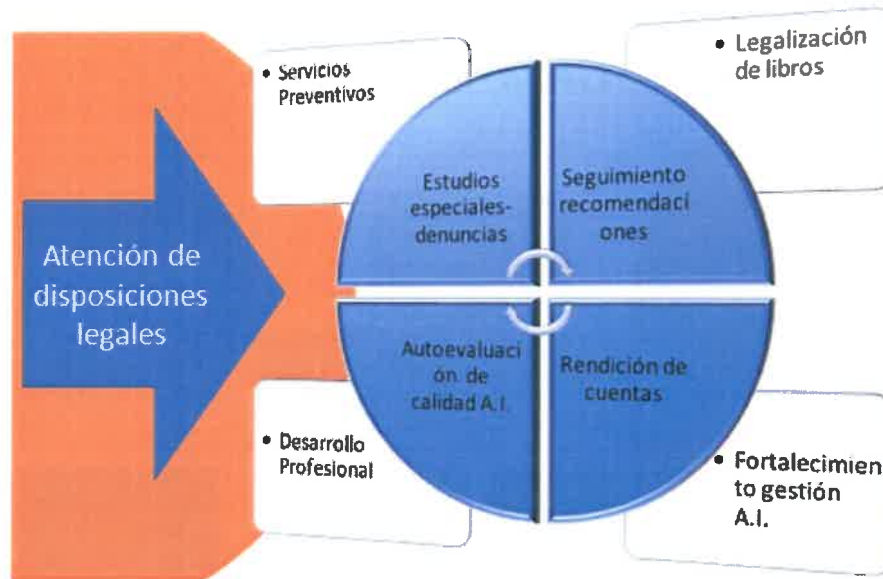 • Servicios
Preventivos
• Legalización
de libros
Estudios
especiales-
denuncias
Seguimiento
recomendaci
ones
Atención de
disposiciones
legales
Autoevaluaci
ón de
calidad A.I.
Rendición de
cuentas
• Desarrollo
Profesional
• Fortalecimien
to gestión
A.I.